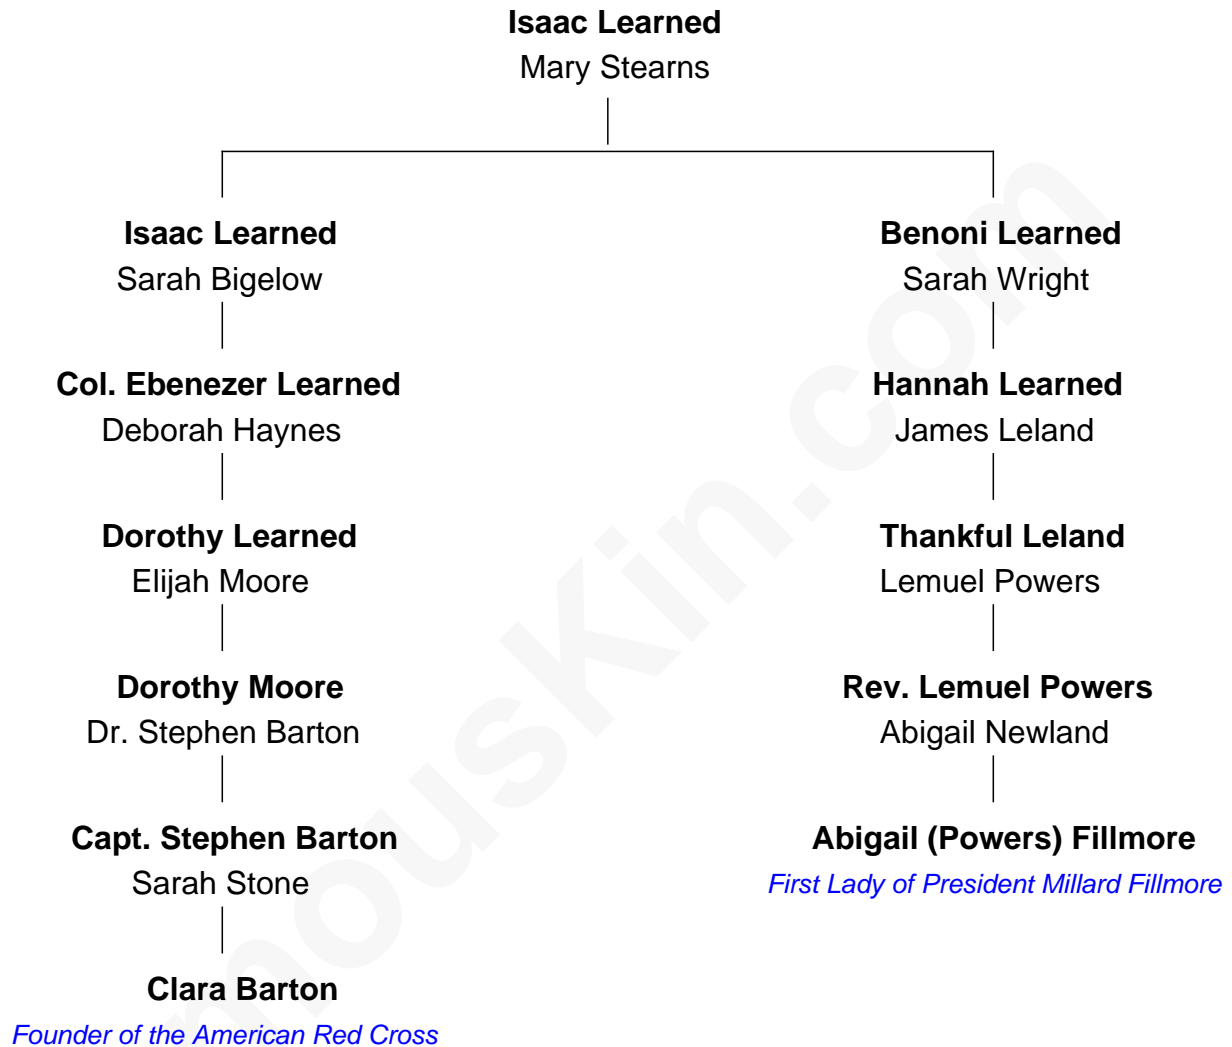 Isaac Learned
Mary Stearns
Isaac Learned
Sarah Bigelow
Benoni Learned
Sarah Wright
Col. Ebenezer Learned
Deborah Haynes
Hannah Learned
James Leland
Dorothy Learned
Elijah Moore
Thankful Leland
Lemuel Powers
Dorothy Moore
Dr. Stephen Barton
Rev. Lemuel Powers
Abigail Newland
Capt. Stephen Barton
Sarah Stone
Abigail (Powers) Fillmore
First Lady of President Millard Fillmore
Clara Barton
Founder of the American Red Cross
mousKin.com